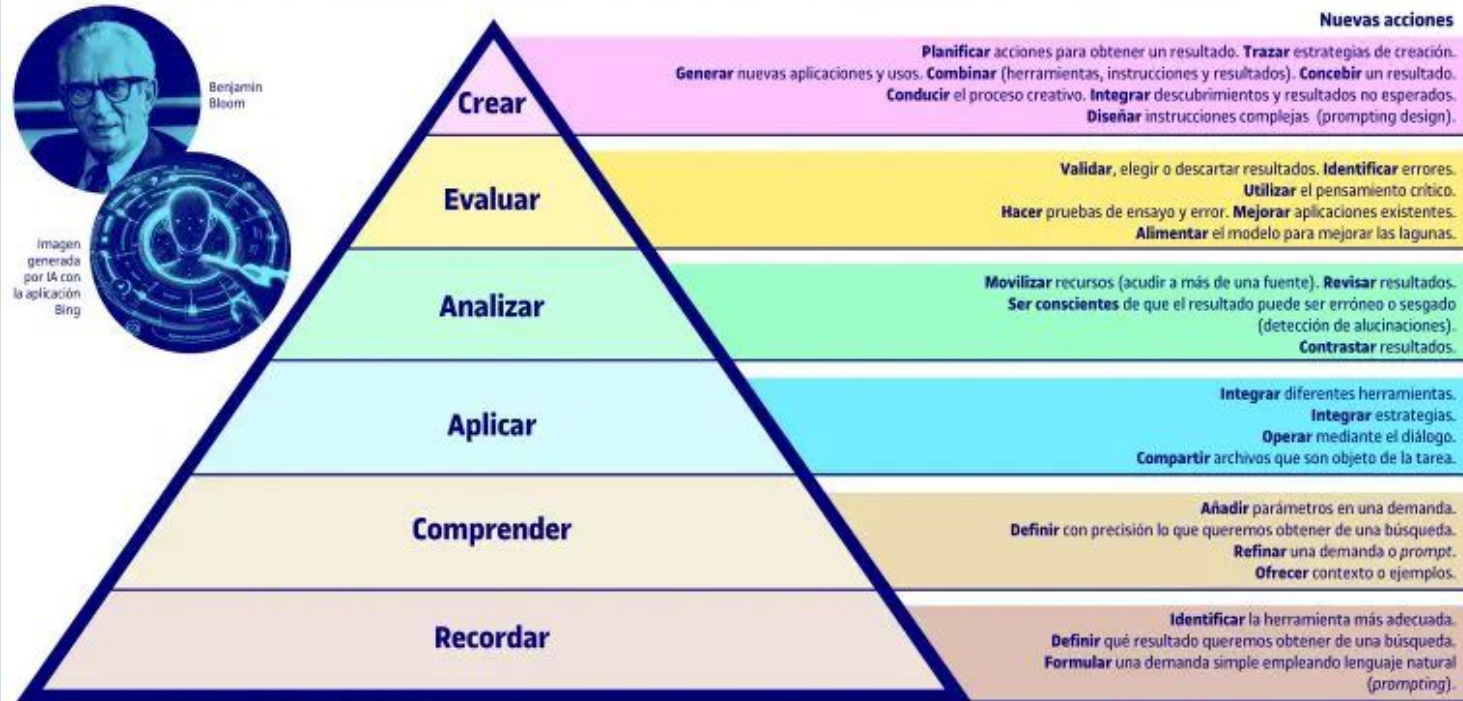 Nuevas acciones
Benjamin
Bloom
Imagen
generada
por IA con
la aplicación
Bing
Crear
Planificar acciones para obtener un resultado. Trazar estrategias de creación.
Generar nuevas aplicaciones y usos. Combinar (herramientas, instrucciones y resultados). Concebir un resultado.
Conducir el proceso creativo. Integrar descubrimientos y resultados no esperados.
Diseñar instrucciones complejas (prompting design).
Evaluar
Validar, elegir o descartar resultados. Identificar errores.
Utilizar el pensamiento crítico.
Hacer pruebas de ensayo y error. Mejorar aplicaciones existentes.
Alimentar el modelo para mejorar las lagunas.
Analizar
Movilizar recursos (acudir a más de una fuente). Revisar resultados.
Ser conscientes de que el resultado puede ser erróneo o sesgado
(detección de alucinaciones).
Contrastar resultados.
Aplicar
Integrar diferentes herramientas.
Integrar estrategias.
Operar mediante el diálogo.
Compartir archivos que son objeto de la tarea.
Comprender
Añadir parámetros en una demanda.
Definir con precisión lo que queremos obtener de una búsqueda.
Refinar una demanda o prompt.
Ofrecer contexto o ejemplos.
Recordar
Identificar la herramienta más adecuada.
Definir qué resultado queremos obtener de una búsqueda.
Formular una demanda simple empleando lenguaje natural
(prompting).